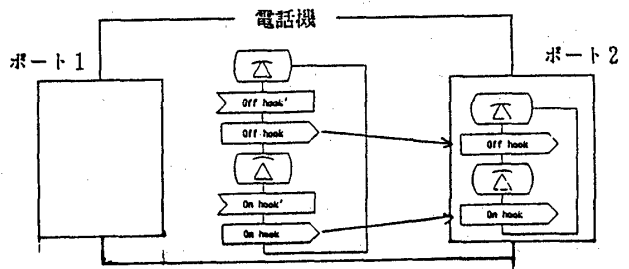 電話機
ポート1
ポート2
Off hook'
Off hook
On hook'
On hook
Off hook
On hook